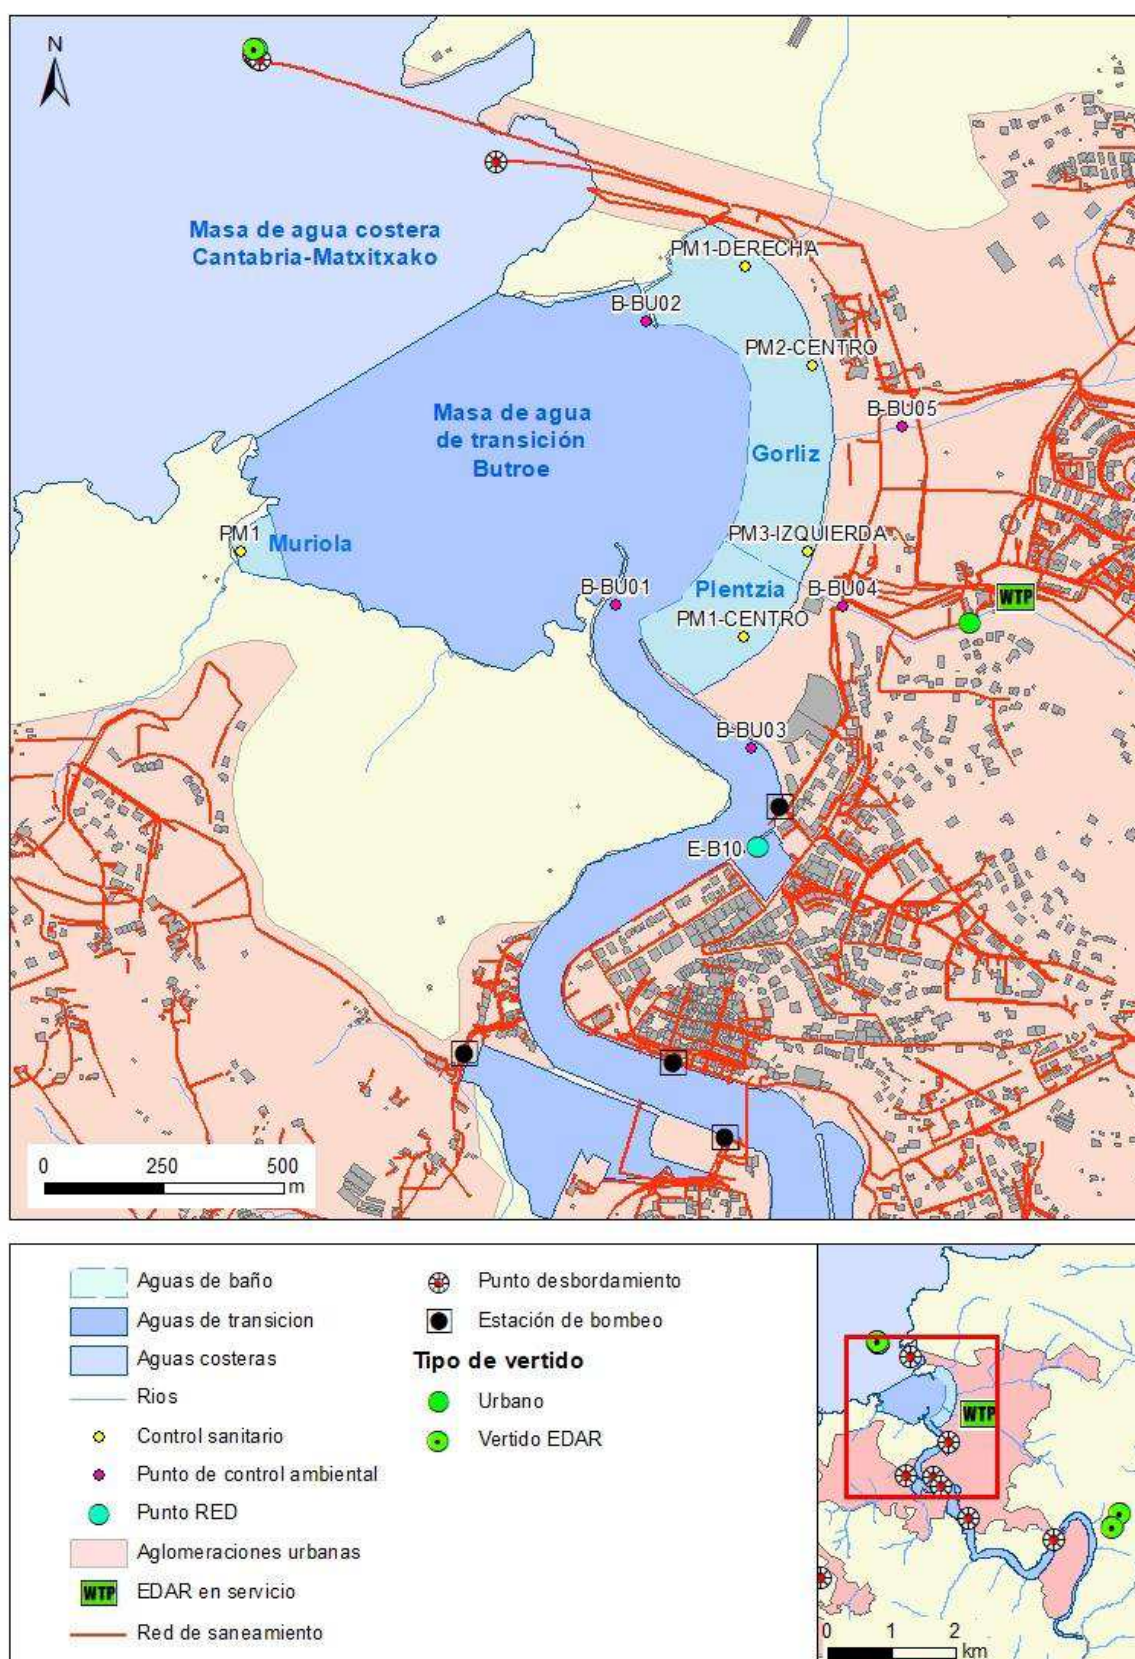 N
Masa de agua costera
Cantabria-Matxitxako
PM1-DERECHA
B-BU02
PM2-CENTRO
Masa de agua
de transición
Butroe
B-BU05
Gorliz
PM1
Muriola
PM3-IZQUIERDA
B-BU01
Plentzia
B-BU04
WTP
PM1-CENTRO
B-BU03
E-B10
0 250 500
m
Aguas de baño
Aguas de transicion
Aguas costeras
Rios
Control sanitario
Punto de control ambiental
Punto RED
Aglomeraciones urbanas
WTP EDAR en servicio
Red de saneamiento
Punto desbordamiento
Estación de bombeo
Tipo de vertido
Urbano
Vertido EDAR
WTP
0 1 2
km